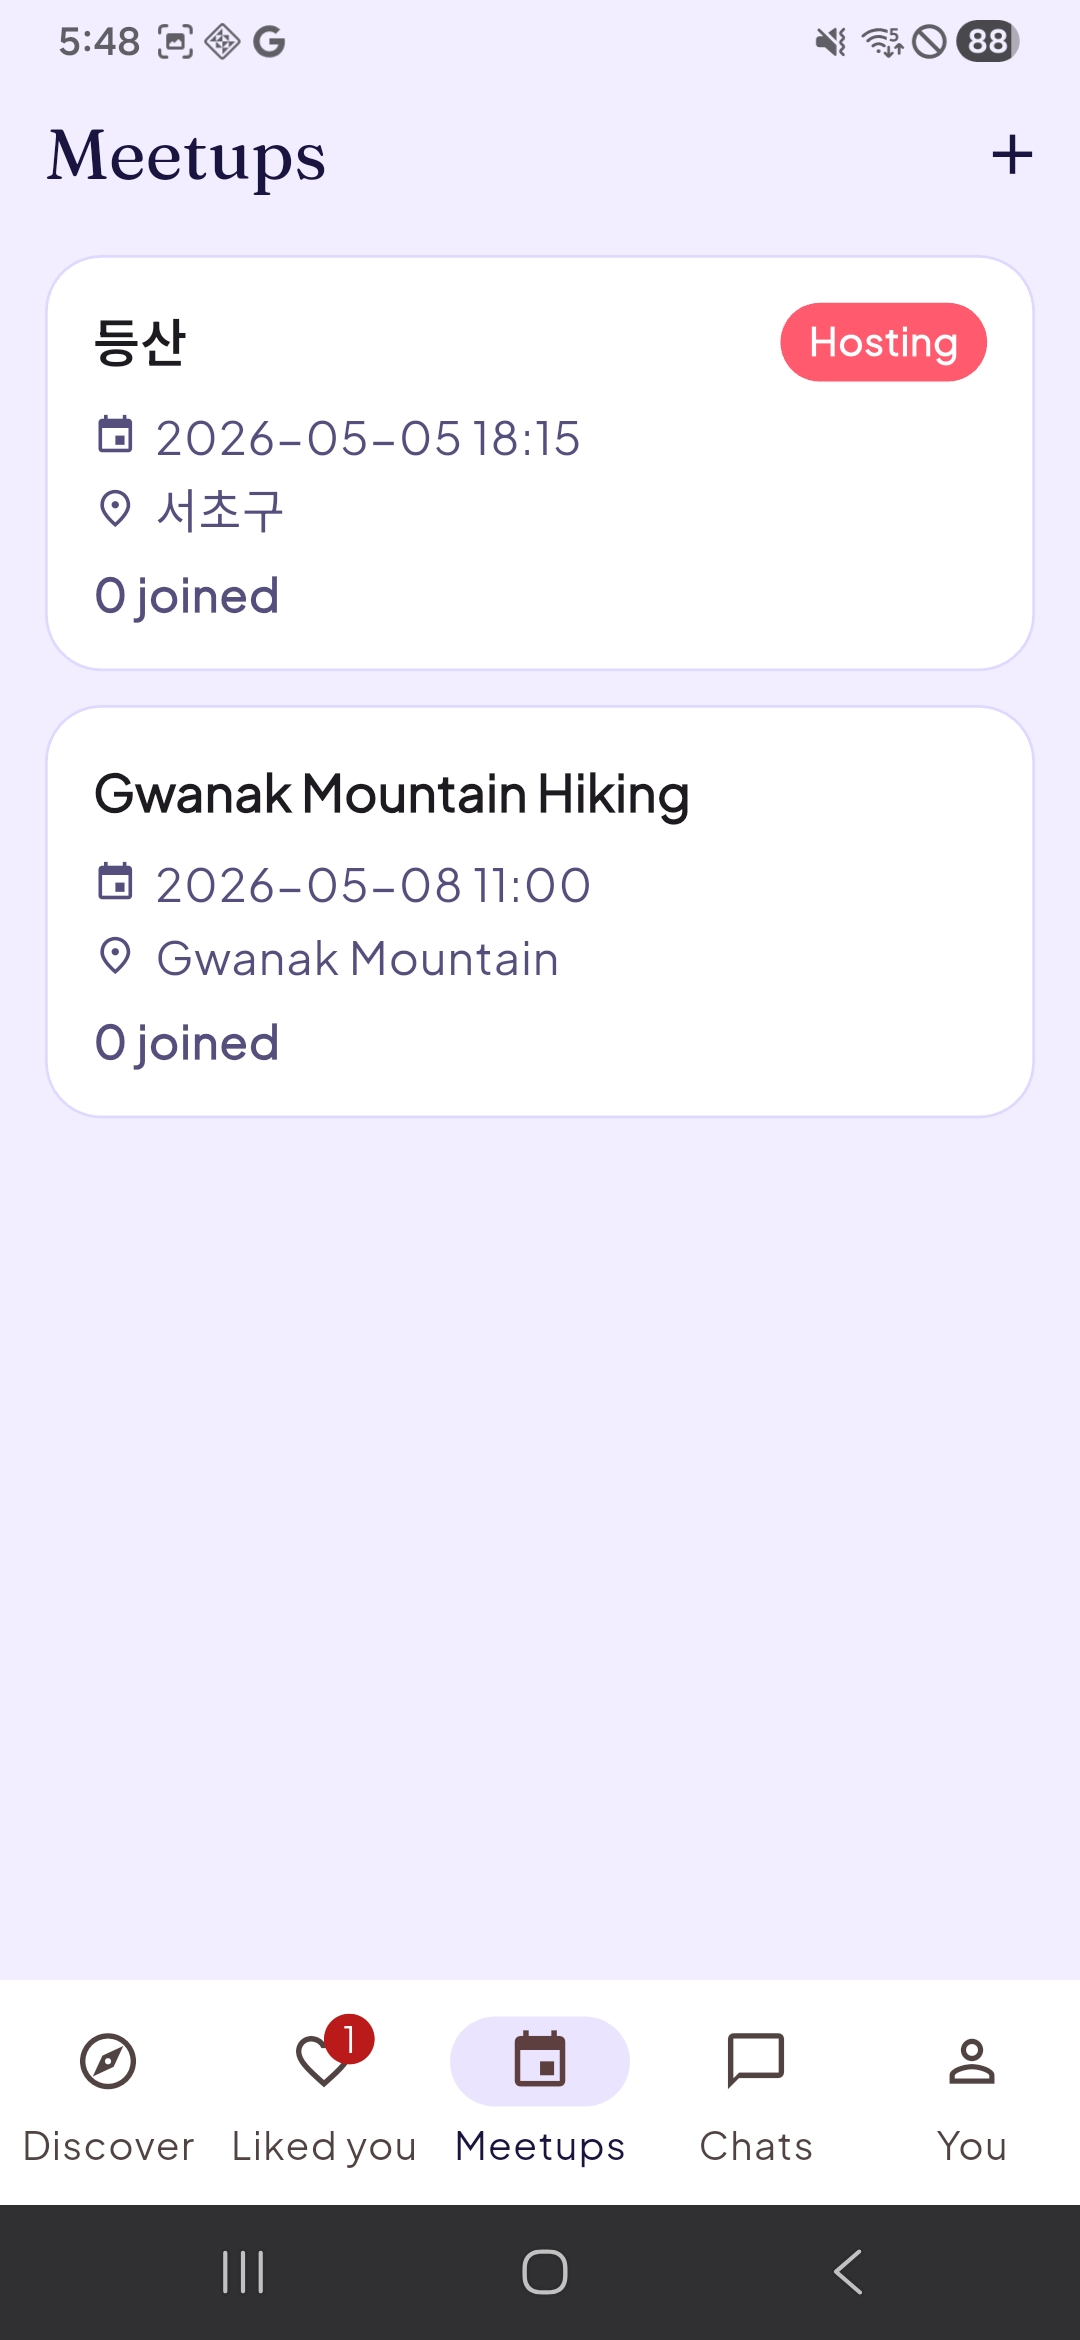 5:48
88
Meetups
등산
Hosting
2026-05-05 18:15
서초구
0 joined
Gwanak Mountain Hiking
2026-05-08 11:00
Gwanak Mountain
0 joined
1
Discover
Liked you
Meetups
Chats
You